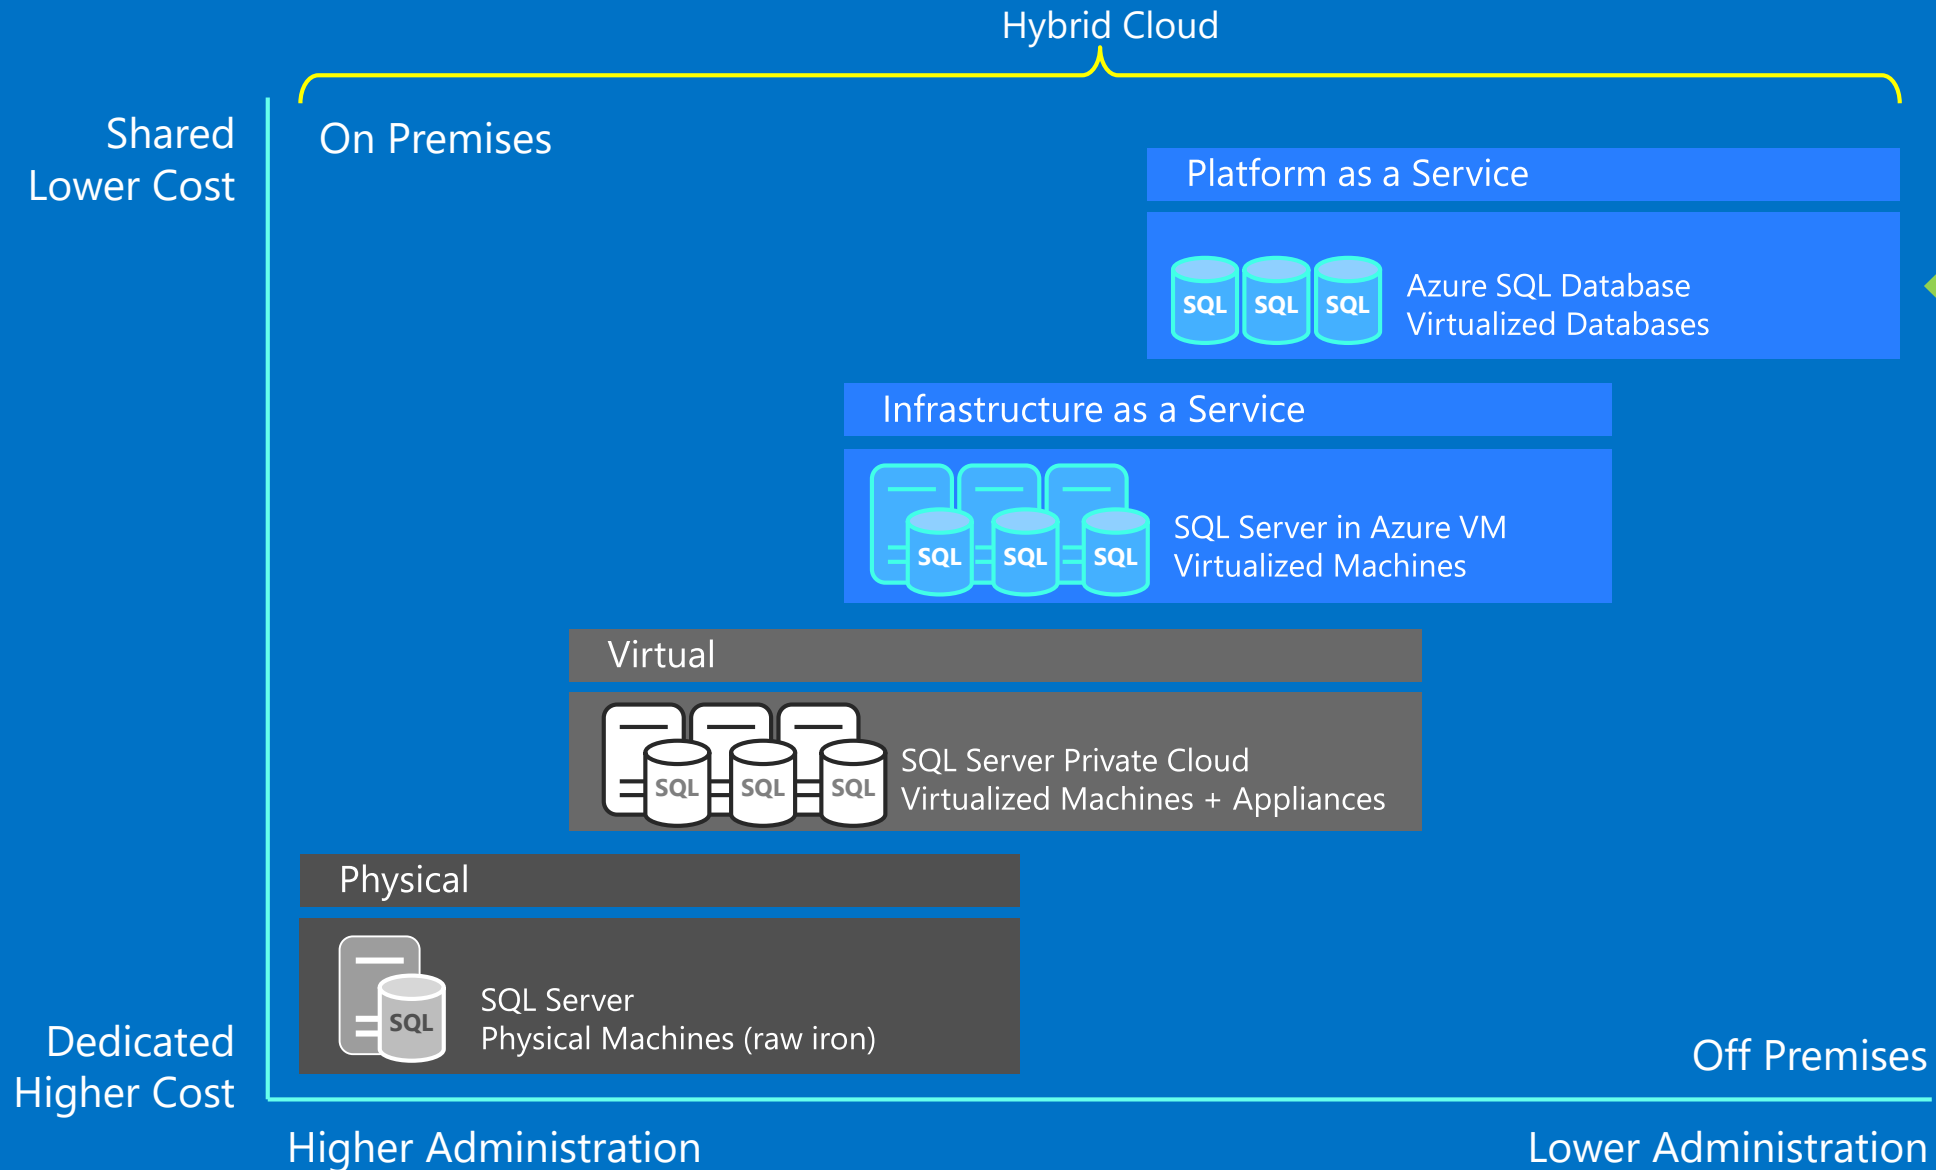 Hybrid Cloud
Shared
Lower Cost
On Premises
Platform as a Service
SQL SQL SQL
Azure SQL Database
Virtualized Databases
Infrastructure as a Service
SQL SQL SQL
SQL Server in Azure VM
Virtualized Machines
Virtual
SQL SQL SQL
SQL Server Private Cloud
Virtualized Machines + Appliances
Physical
SQL
SQL Server
Physical Machines (raw iron)
Dedicated
Higher Cost
Off Premises
Higher Administration
Lower Administration